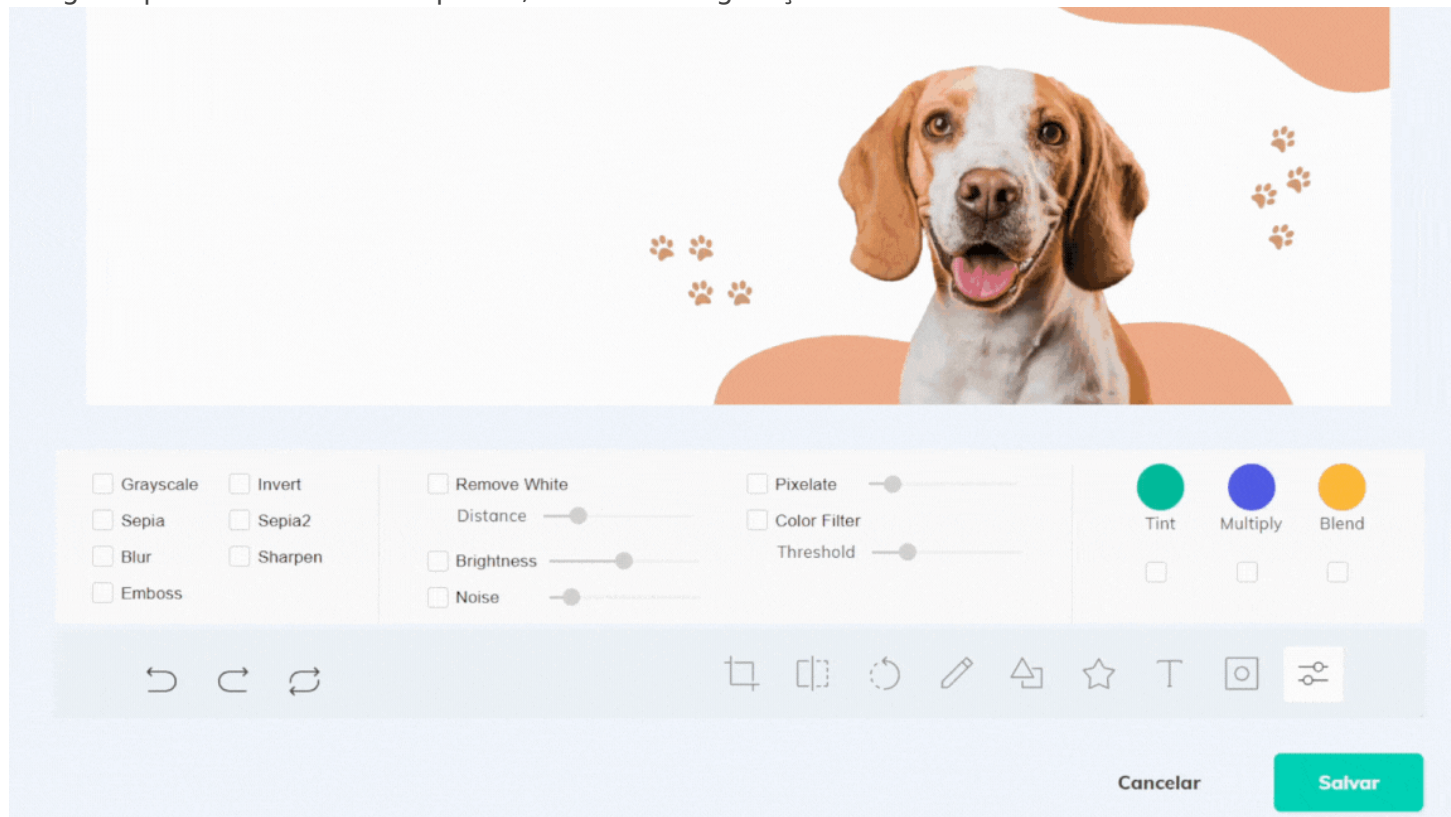 Grayscale
Invert
Sepia
Sepia2
Blur
Sharpen
Emboss
Remove White
Distance
Brightness
Noise
Pixelate
Color Filter
Threshold
Tint
Multiply
Blend
Cancelar
Salvar